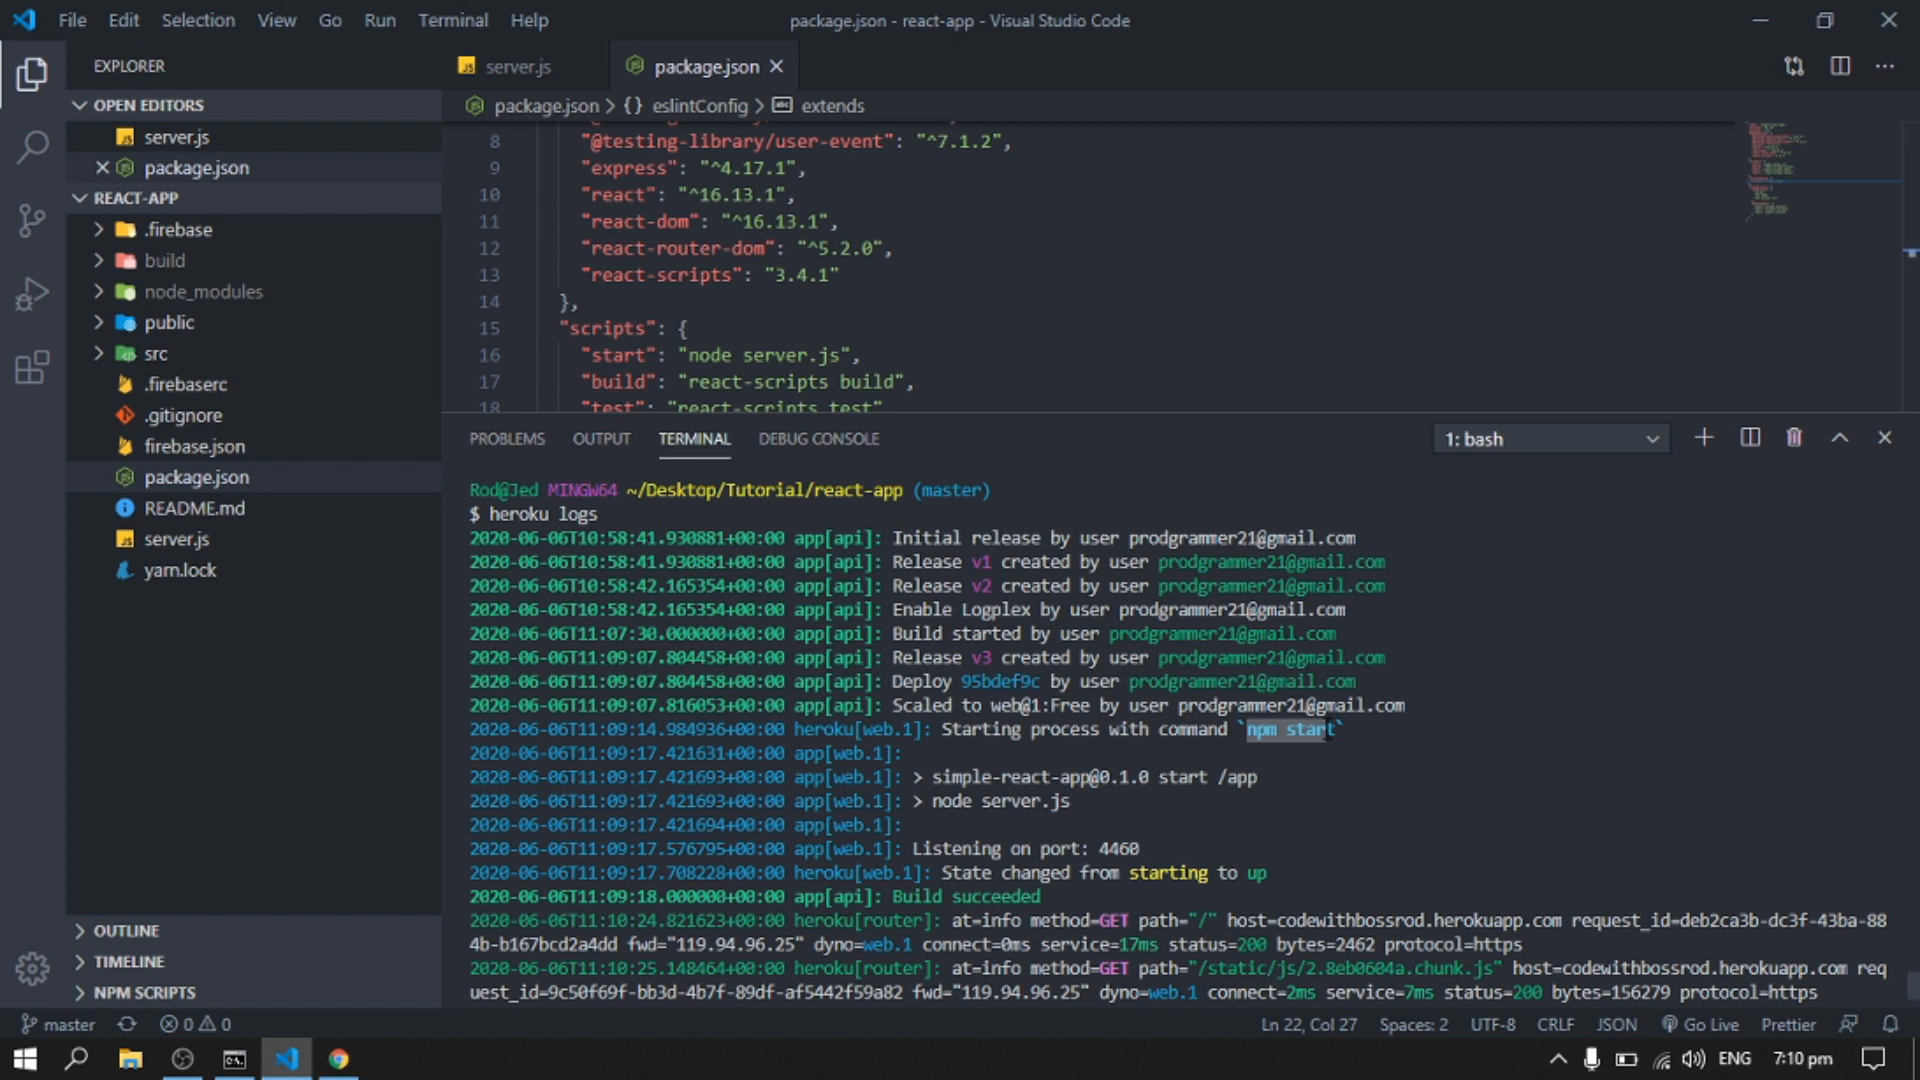 File Edit Selection View Go Run Terminal Help
package.json - react-app - Visual Studio Code
EXPLORER
OPEN EDITORS
server.js
package.json
REACT-APP
.firebase
build
node_modules
public
src
.firebaserc
.gitignore
firebase.json
package.json
README.md
server.js
yarn.lock
OUTLINE
TIMELINE
NPM SCRIPTS
server.js
package.json
package.json > {} eslintConfig > extends
8 "@testing-library/user-event": "^7.1.2",
9 "express": "^4.17.1",
10 "react": "^16.13.1",
11 "react-dom": "^16.13.1",
12 "react-router-dom": "^5.2.0",
13 "react-scripts": "3.4.1"
14 },
15 "scripts": {
16 "start": "node server.js",
17 "build": "react-scripts build",
18 "test": "react-scripts test"
PROBLEMS OUTPUT TERMINAL DEBUG CONSOLE
1: bash
Rod@Jed MINGW64 ~/Desktop/Tutorial/react-app (master)
$ heroku logs
2020-06-06T10:58:41.930881+00:00 app[api]: Initial release by user prodgrammer21@gmail.com
2020-06-06T10:58:41.930881+00:00 app[api]: Release v1 created by user prodgrammer21@gmail.com
2020-06-06T10:58:42.165354+00:00 app[api]: Release v2 created by user prodgrammer21@gmail.com
2020-06-06T10:58:42.165354+00:00 app[api]: Enable Logplex by user prodgrammer21@gmail.com
2020-06-06T11:07:30.000000+00:00 app[api]: Build started by user prodgrammer21@gmail.com
2020-06-06T11:09:07.804458+00:00 app[api]: Release v3 created by user prodgrammer21@gmail.com
2020-06-06T11:09:07.804458+00:00 app[api]: Deploy 95bdef9c by user prodgrammer21@gmail.com
2020-06-06T11:09:07.816053+00:00 app[api]: Scaled to web@1:Free by user prodgrammer21@gmail.com
2020-06-06T11:09:14.984936+00:00 heroku[web.1]: Starting process with command `npm start`
2020-06-06T11:09:17.421631+00:00 app[web.1]:
2020-06-06T11:09:17.421693+00:00 app[web.1]: > simple-react-app@0.1.0 start /app
2020-06-06T11:09:17.421693+00:00 app[web.1]: > node server.js
2020-06-06T11:09:17.421694+00:00 app[web.1]:
2020-06-06T11:09:17.576795+00:00 app[web.1]: Listening on port: 4460
2020-06-06T11:09:17.708228+00:00 heroku[web.1]: State changed from starting to up
2020-06-06T11:09:18.000000+00:00 app[api]: Build succeeded
2020-06-06T11:10:24.821623+00:00 heroku[router]: at=info method=GET path="/" host=codewithbossrod.herokuapp.com request_id=deb2ca3b-dc3f-43ba-88
4b-b167bcd2a4dd fwd="119.94.96.25" dyno=web.1 connect=0ms service=17ms status=200 bytes=2462 protocol=https
2020-06-06T11:10:25.148464+00:00 heroku[router]: at=info method=GET path="/static/js/2.8eb0604a.chunk.js" host=codewithbossrod.herokuapp.com req
uest_id=9c50f69f-bb3d-4b7f-89df-af5442f59a82 fwd="119.94.96.25" dyno=web.1 connect=2ms service=7ms status=200 bytes=156279 protocol=https
master 0 0 Ln 22, Col 27 Spaces: 2 UTF-8 CRLF JSON Go Live Prettier
ENG 7:10 pm